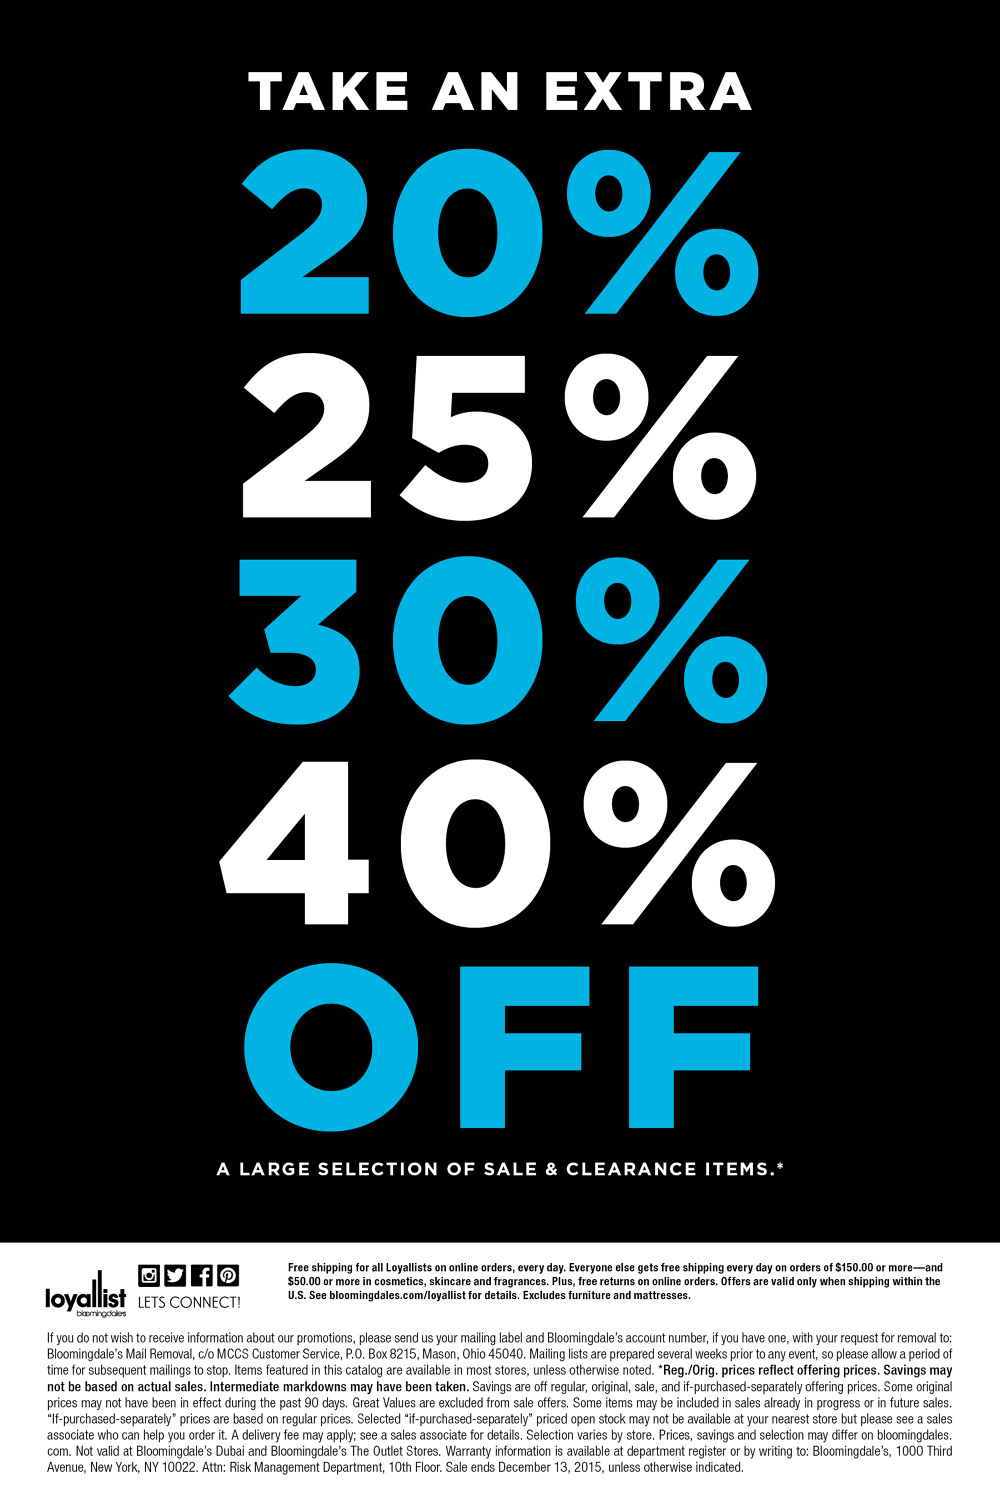 TAKE AN EXTRA
20%
25%
30%
40%
OFF
A LARGE SELECTION OF SALE & CLEARANCE ITEMS.*
loyallist
bloomingdale's
LETS CONNECT!
Free shipping for all Loyallists on online orders, every day. Everyone else gets free shipping every day on orders of $150.00 or more—and
$50.00 or more in cosmetics, skincare and fragrances. Plus, free returns on online orders. Offers are valid only when shipping within the
U.S. See bloomingdales.com/loyallist for details. Excludes furniture and mattresses.
If you do not wish to receive information about our promotions, please send us your mailing label and Bloomingdale's account number, if you have one, with your request for removal to:
Bloomingdale's Mail Removal, c/o MCCS Customer Service, P.O. Box 8215, Mason, Ohio 45040. Mailing lists are prepared several weeks prior to any event, so please allow a period of
time for subsequent mailings to stop. Items featured in this catalog are available in most stores, unless otherwise noted. *Reg./Orig. prices reflect offering prices. Savings may
not be based on actual sales. Intermediate markdowns may have been taken. Savings are off regular, original, sale, and if-purchased-separately offering prices. Some original
prices may not have been in effect during the past 90 days. Great Values are excluded from sale offers. Some items may be included in sales already in progress or in future sales.
"If-purchased-separately" prices are based on regular prices. Selected "if-purchased-separately" priced open stock may not be available at your nearest store but please see a sales
associate who can help you order it. A delivery fee may apply; see a sales associate for details. Selection varies by store. Prices, savings and selection may differ on bloomingdales.
com. Not valid at Bloomingdale's Dubai and Bloomingdale's The Outlet Stores. Warranty information is available at department register or by writing to: Bloomingdale's, 1000 Third
Avenue, New York, NY 10022. Attn: Risk Management Department, 10th Floor. Sale ends December 13, 2015, unless otherwise indicated.